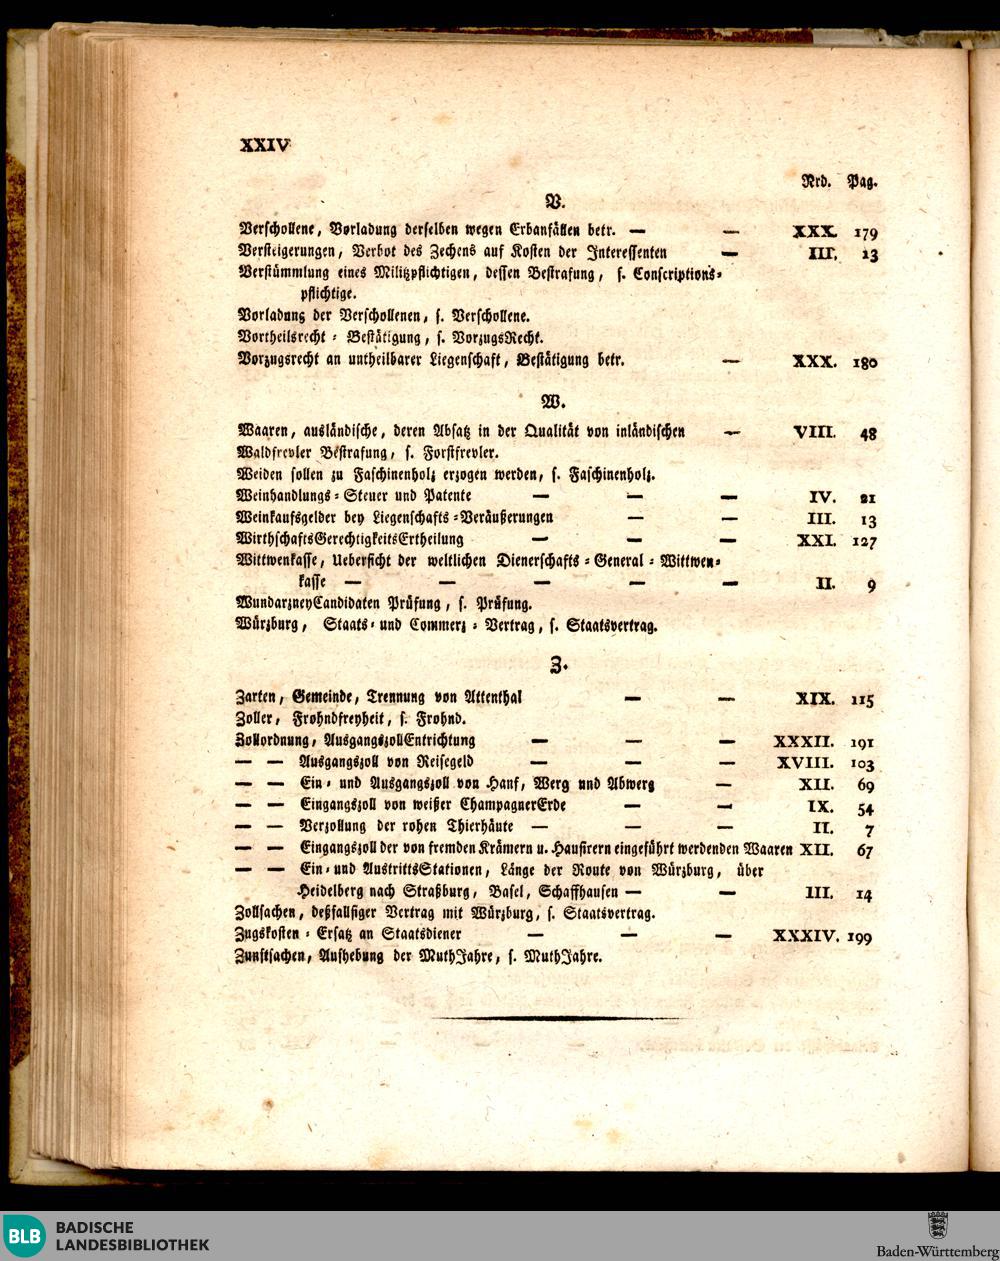 XXIV
Nrd. Pag.
V.
Verschollene, Vorladung derselben wegen Erbanfällen betr. — — XXX. 179
Versteigerungen, Verbot des Zechens auf Kosten der Interessenten — III. 13
Verstümmlung eines Militzpflichtigen, dessen Bestrafung, s. Conscriptions-
pflichtige.
Vorladung der Verschollenen, s. Verschollene.
Vortheilsrecht - Bestätigung, s. VorzugsRecht.
Vorzugsrecht an untheilbarer Liegenschaft, Bestätigung betr. — XXX. 180
W.
Waaren, ausländische, deren Absatz in der Qualität von inländischen — VIII. 48
Waldfrevler Bestrafung, s. Forstfrevler.
Weiden sollen zu Faschinenholz erzogen werden, s. Faschinenholz.
Weinhandlungs-Steuer und Patente — — — IV. 21
Weinkaufsgelder bey Liegenschafts-Veräußerungen — — III. 13
WirthschaftsGerechtigkeitsErtheilung — — — XXI. 127
Wittwenkasse, Uebersicht der weltlichen Dienerschafts-General-Wittwen-
kasse — — — — — II. 9
WundarzneyCandidaten Prüfung, s. Prüfung.
Würzburg, Staats- und Commerz-Vertrag, s. Staatsvertrag.
Z.
Zarten, Gemeinde, Trennung von Attenthal — — XIX. 115
Zoller, Frohndfreyheit, s. Frohnd.
Zollordnung, AusgangszollEntrichtung — — — XXXII. 191
— — Ausgangszoll von Reisegeld — — — XVIII. 103
— — Ein- und Ausgangszoll von Hanf, Werg und Abwerg — XII. 69
— — Eingangszoll von weißer ChampagnerErde — — IX. 54
— — Verzollung der rohen Thierhäute — — — II. 7
— — Eingangszoll der von fremden Krämern u. Hausirern eingeführt werdenden Waaren XII. 67
— — Ein- und AustrittsStationen, Länge der Route von Würzburg, über
Heidelberg nach Straßburg, Basel, Schaffhausen — — III. 14
Zollsachen, deßfallsiger Vertrag mit Würzburg, s. Staatsvertrag.
Zugskosten-Ersatz an Staatsdiener — — — XXXIV. 199
Zunftsachen, Aufhebung der MuthJahre, s. MuthJahre.
BLB BADISCHE
LANDESBIBLIOTHEK
Baden-Württemberg